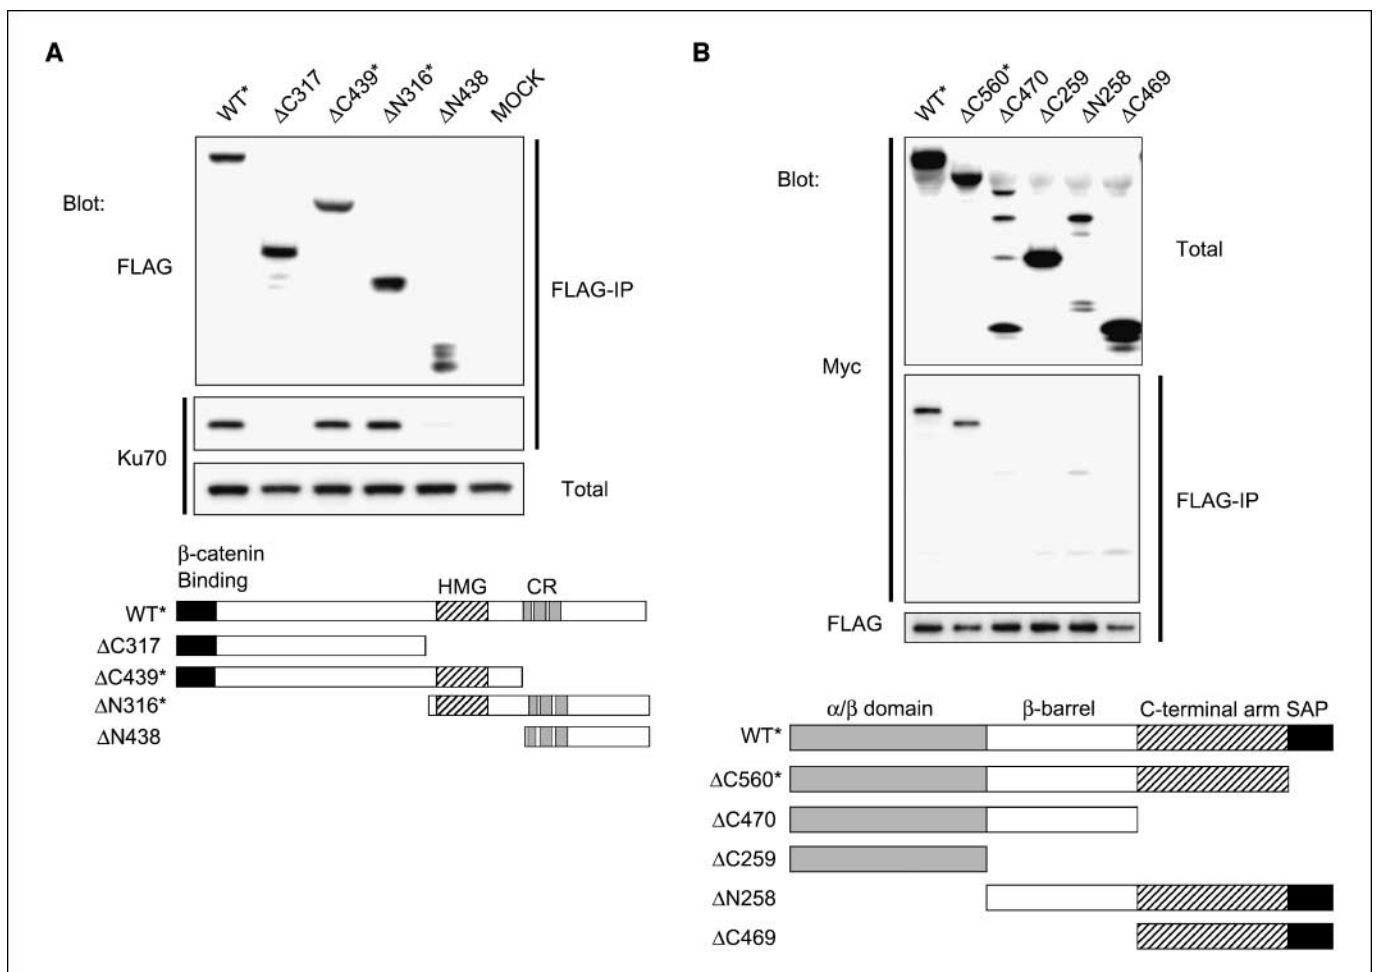 A
WT*
ΔC317
ΔC439*
ΔN316*
ΔN438
MOCK
Blot:
FLAG
FLAG-IP
Ku70
Total
β-catenin
Binding
HMG
CR
WT*
ΔC317
ΔC439*
ΔN316*
ΔN438
B
WT*
ΔC560*
ΔC470
ΔC259
ΔN258
ΔC469
Blot:
Total
Myc
FLAG-IP
FLAG
α/β domain
β-barrel
C-terminal arm
SAP
WT*
ΔC560*
ΔC470
ΔC259
ΔN258
ΔC469